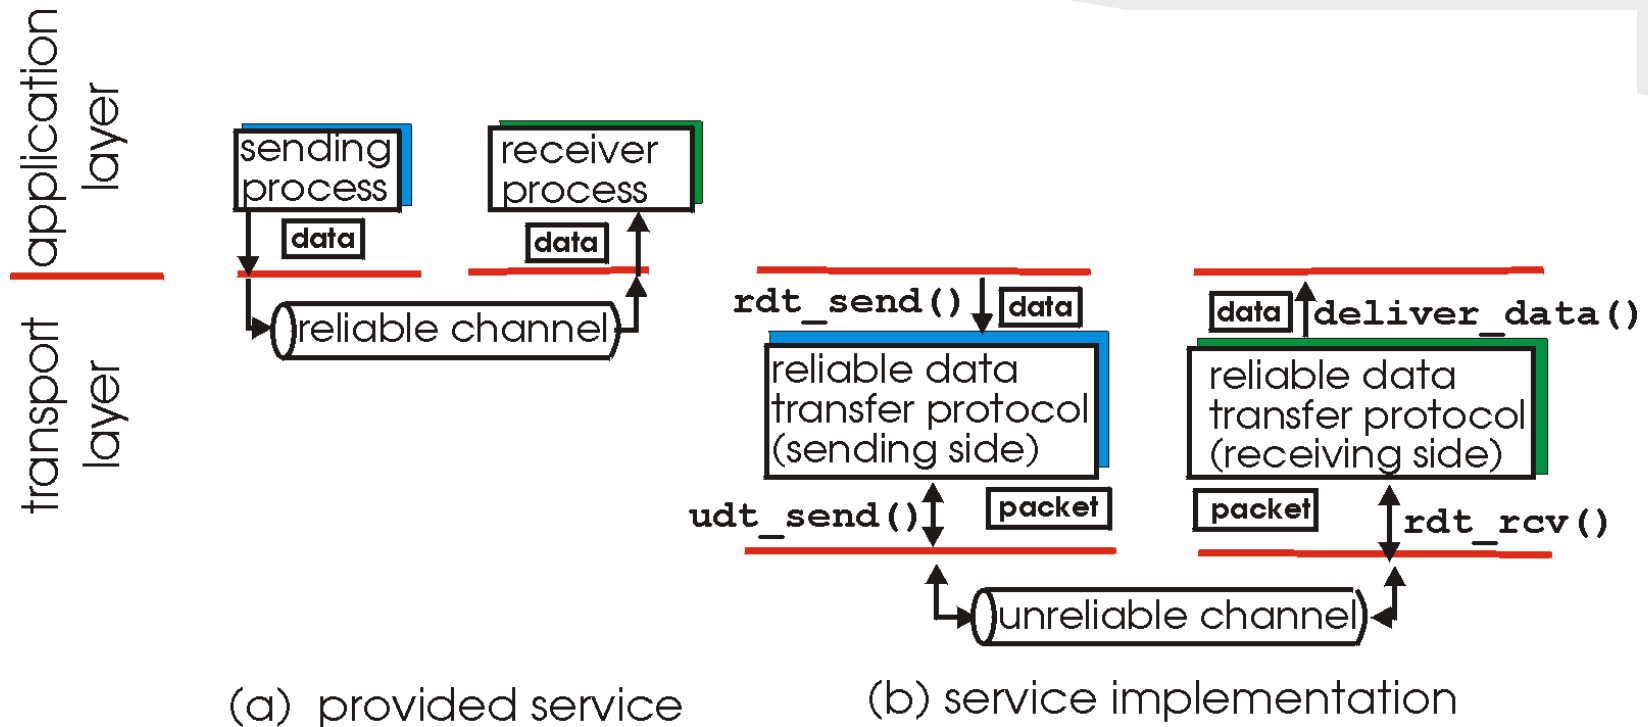 application
layer
transport
layer
sending
process
data
receiver
process
data
reliable channel
(a) provided service
rdt_send()
data
reliable data
transfer protocol
(sending side)
udt_send()
packet
data
deliver_data()
reliable data
transfer protocol
(receiving side)
packet
rdt_rcv()
unreliable channel
(b) service implementation